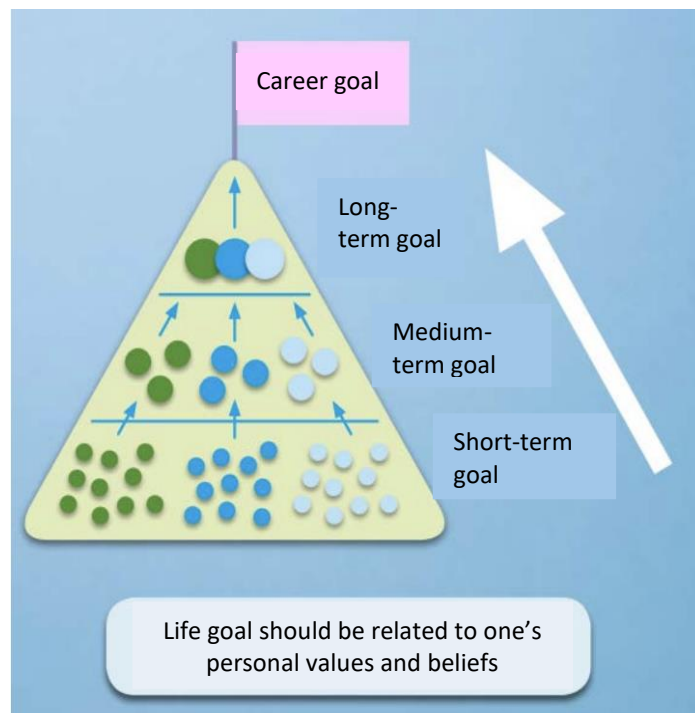 Career goal
Long-
term goal
Medium-
term goal
Short-term
goal
Life goal should be related to one’s
personal values and beliefs